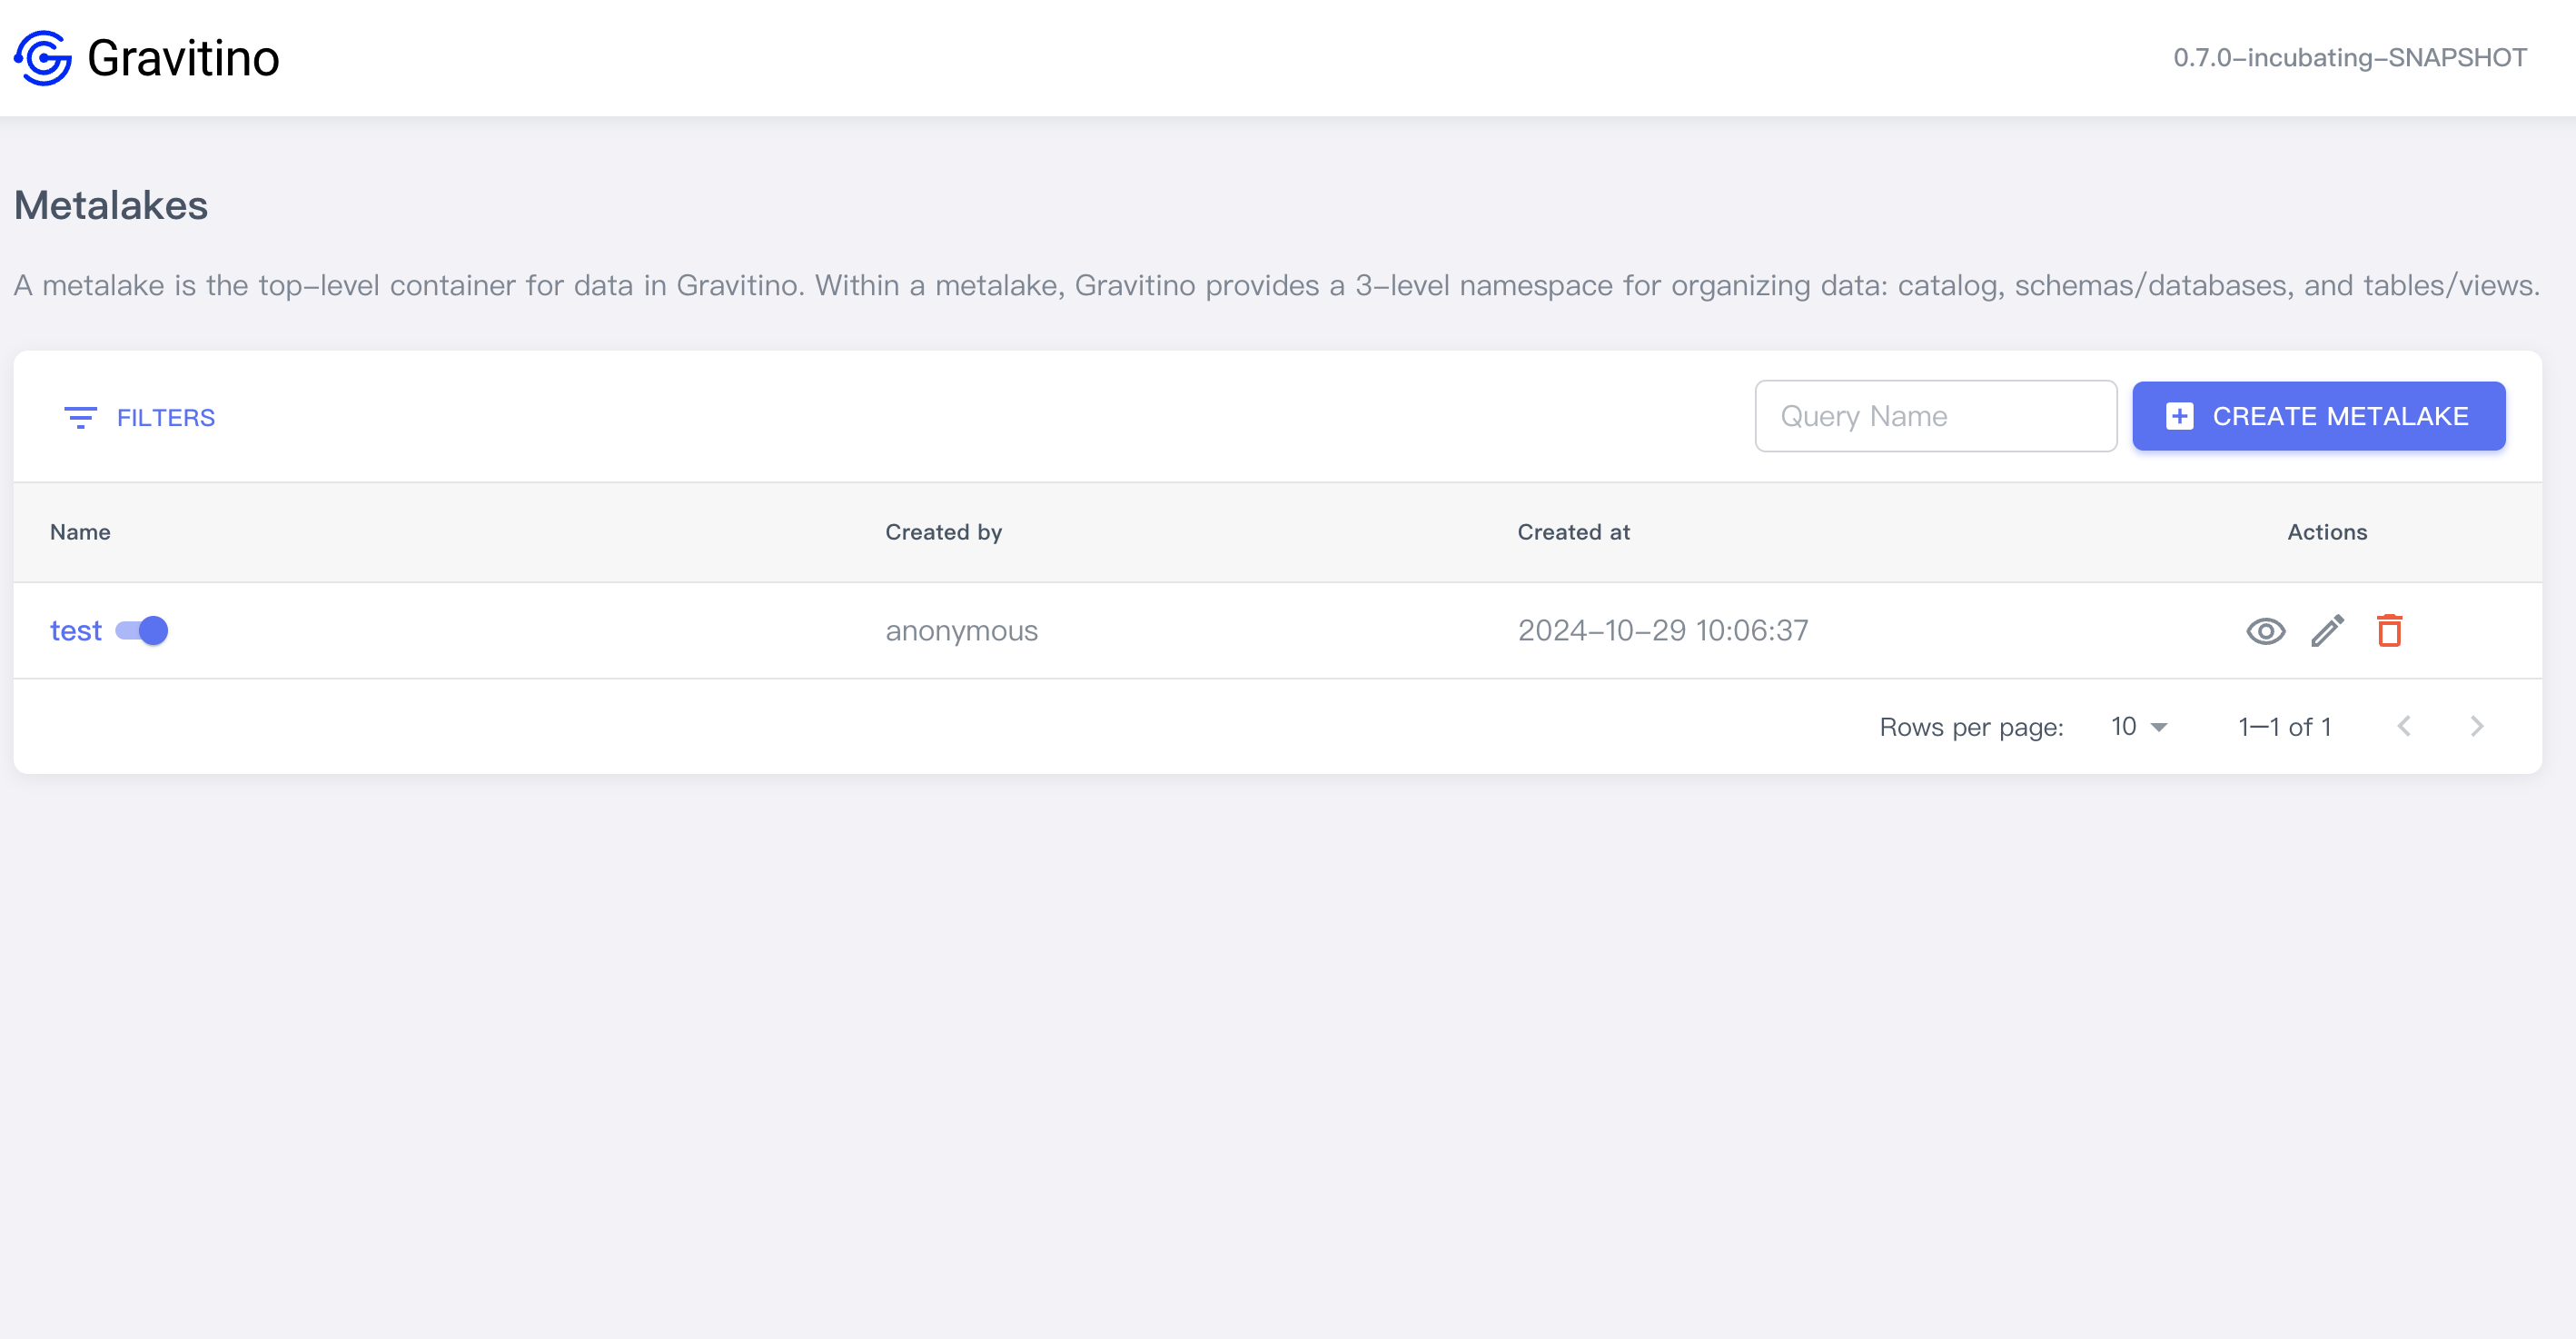 Gravitino
0.7.0-incubating-SNAPSHOT
Metalakes
A metalake is the top-level container for data in Gravitino. Within a metalake, Gravitino provides a 3-level namespace for organizing data: catalog, schemas/databases, and tables/views.
FILTERS
Query Name
CREATE METALAKE
Name Created by Created at Actions
test anonymous 2024-10-29 10:06:37
Rows per page: 10 1–1 of 1